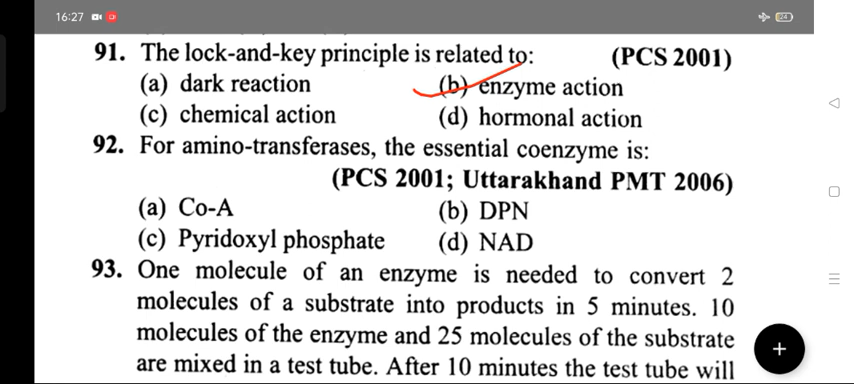 16:27
24
91. The lock-and-key principle is related to: (PCS 2001)
(a) dark reaction (b) enzyme action
(c) chemical action (d) hormonal action
92. For amino-transferases, the essential coenzyme is:
(PCS 2001; Uttarakhand PMT 2006)
(a) Co-A (b) DPN
(c) Pyridoxyl phosphate (d) NAD
93. One molecule of an enzyme is needed to convert 2
molecules of a substrate into products in 5 minutes. 10
molecules of the enzyme and 25 molecules of the substrate
are mixed in a test tube. After 10 minutes the test tube will